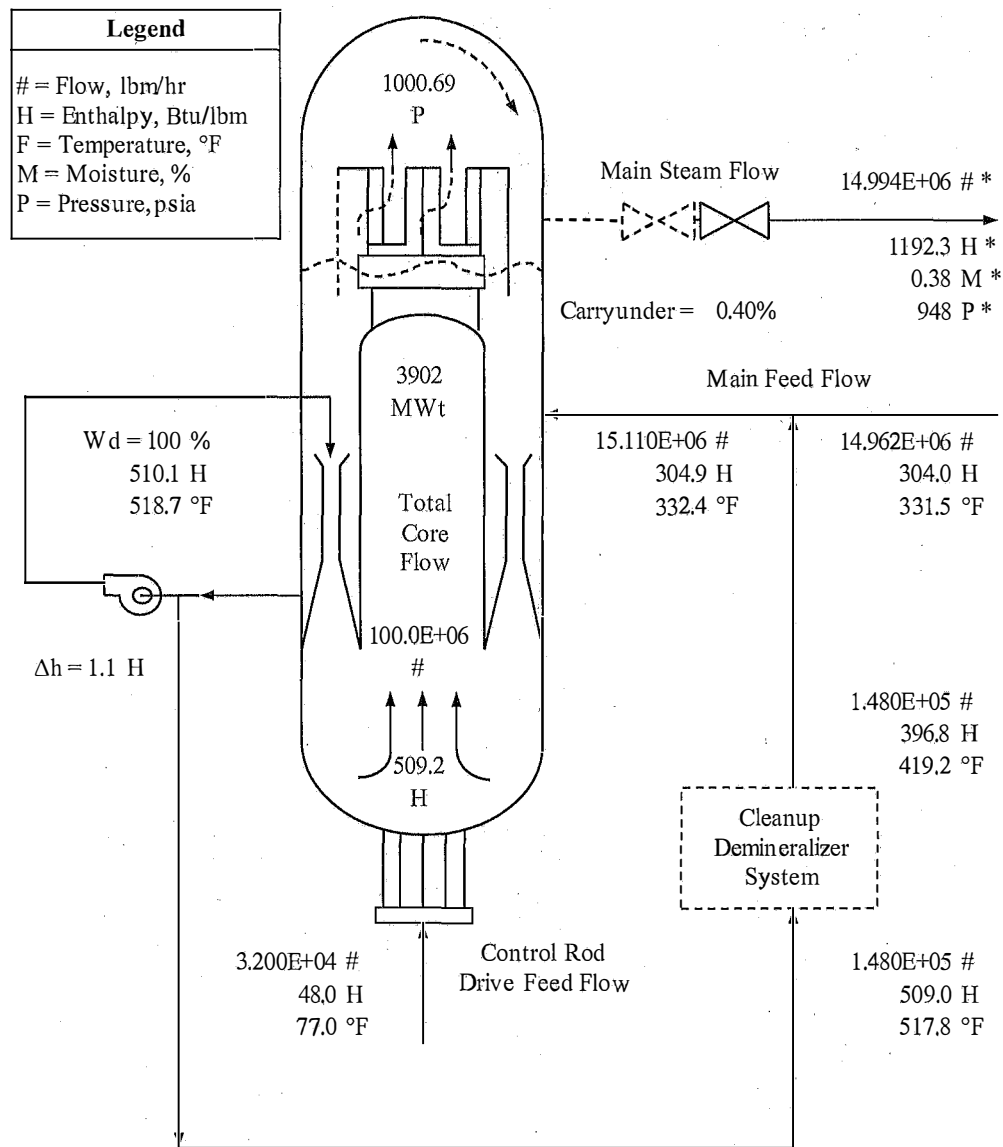 Legend
# = Flow, lbm/hr
H = Enthalpy, Btu/lbm
F = Temperature, °F
M = Moisture, %
P = Pressure, psia
1000.69
P
Main Steam Flow
14.994E+06 # *
1192.3 H *
0.38 M *
948 P *
Carryunder = 0.40%
3902
MWt
Main Feed Flow
Wd = 100 %
510.1 H
518.7 °F
15.110E+06 #
304.9 H
332.4 °F
14.962E+06 #
304.0 H
331.5 °F
Total
Core
Flow
100.0E+06
#
Δh = 1.1 H
509.2
H
1.480E+05 #
396.8 H
419.2 °F
Cleanup
Demineralizer
System
3.200E+04 #
48.0 H
77.0 °F
Control Rod
Drive Feed Flow
1.480E+05 #
509.0 H
517.8 °F